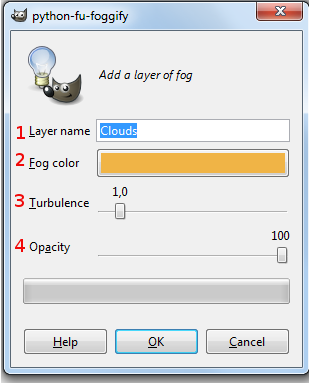 python-fu-foggify
Add a layer of fog
1 Layer name Clouds
2 Fog color
3 Turbulence 1,0
4 Opacity 100
Help OK Cancel